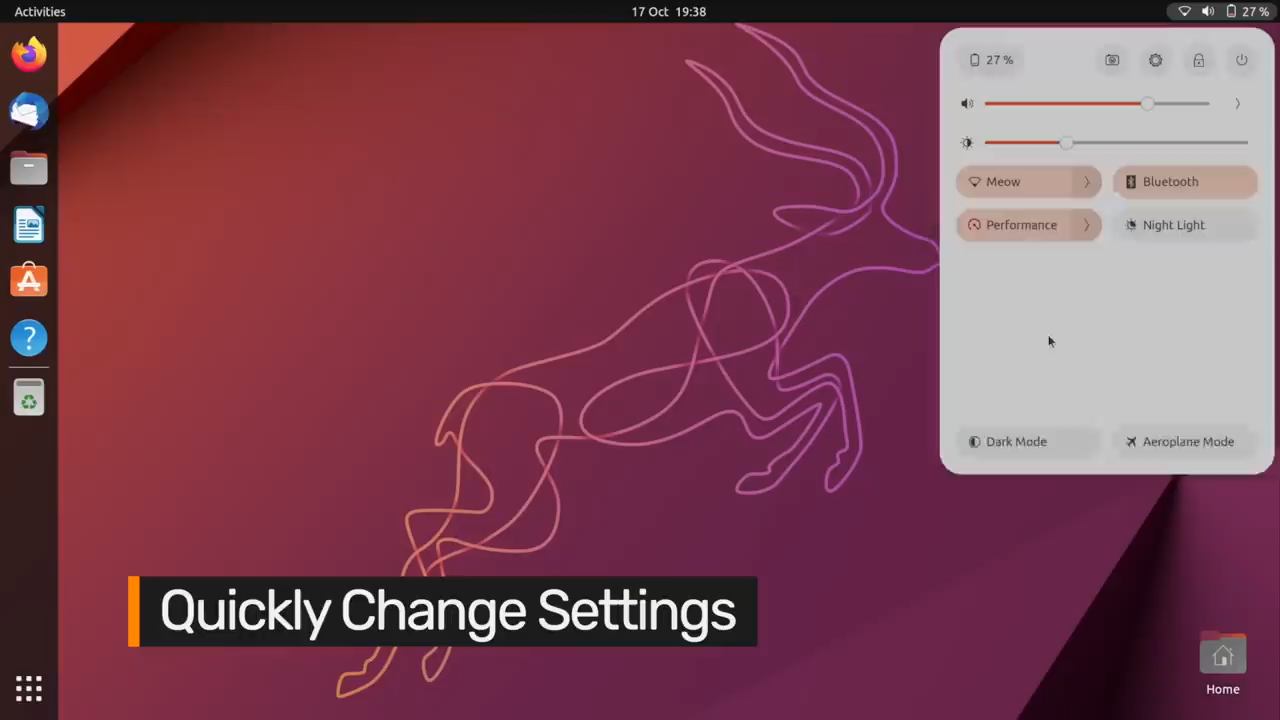 Activities
17 Oct 19:38
27 %
27 %
Meow
Bluetooth
Performance
Night Light
Dark Mode
Aeroplane Mode
Quickly Change Settings
Home